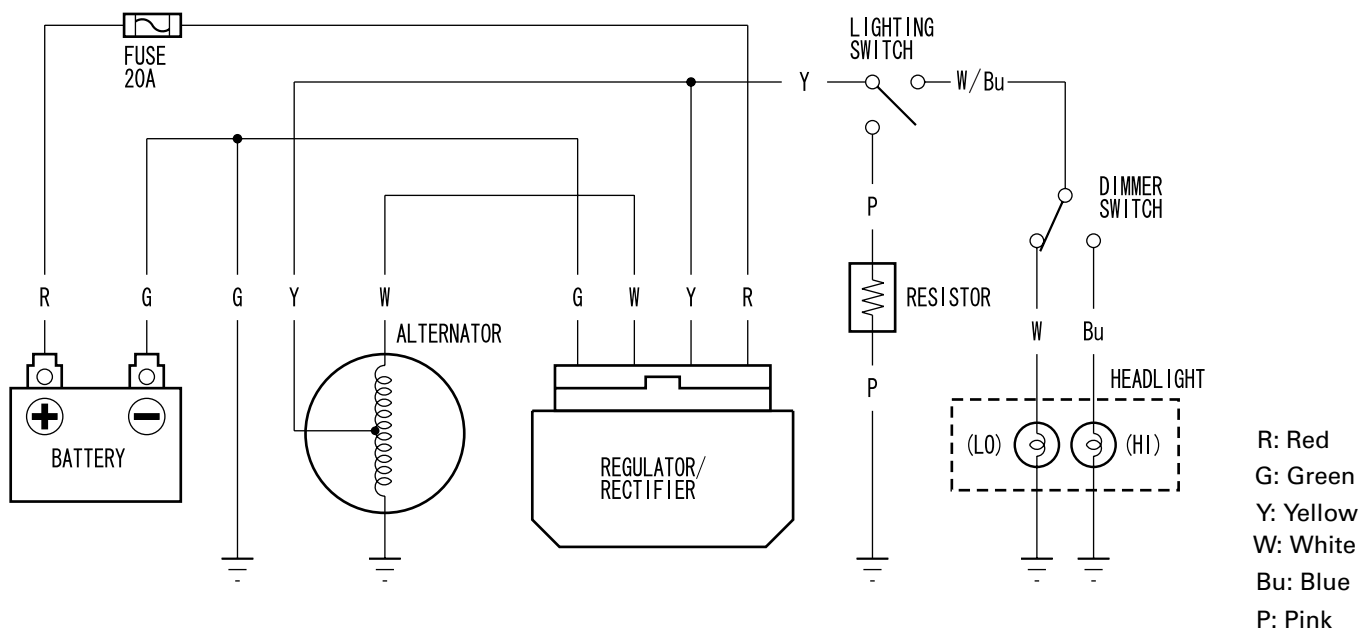 FUSE
20A
LIGHTING
SWITCH
Y
W/Bu
DIMMER
SWITCH
P
R
G
G
Y
W
G
W
Y
R
RESISTOR
ALTERNATOR
W
Bu
P
HEADLIGHT
BATTERY
REGULATOR/
RECTIFIER
(LO)
(HI)
R: Red
G: Green
Y: Yellow
W: White
Bu: Blue
P: Pink